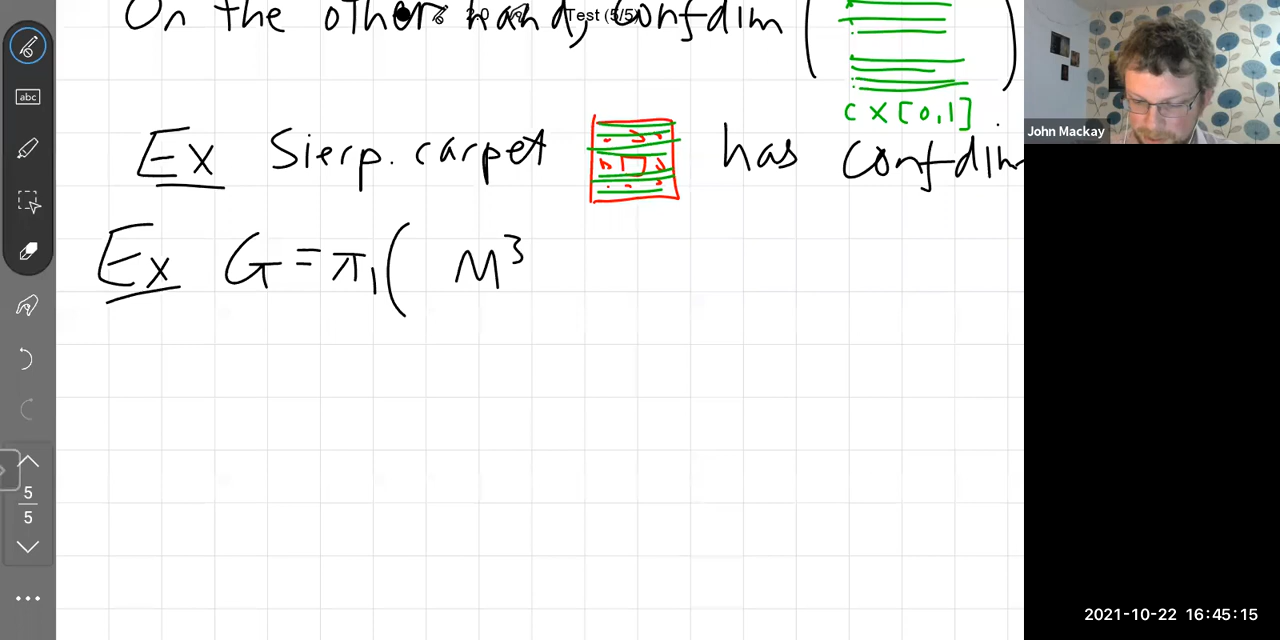 On the other hand, Confdim (
Test (5/5)
C × [0,1]
Ex Sierp. carpet has Confdim
Ex G = π₁( M³
abc
5
5
John Mackay
2021-10-22 16:45:15